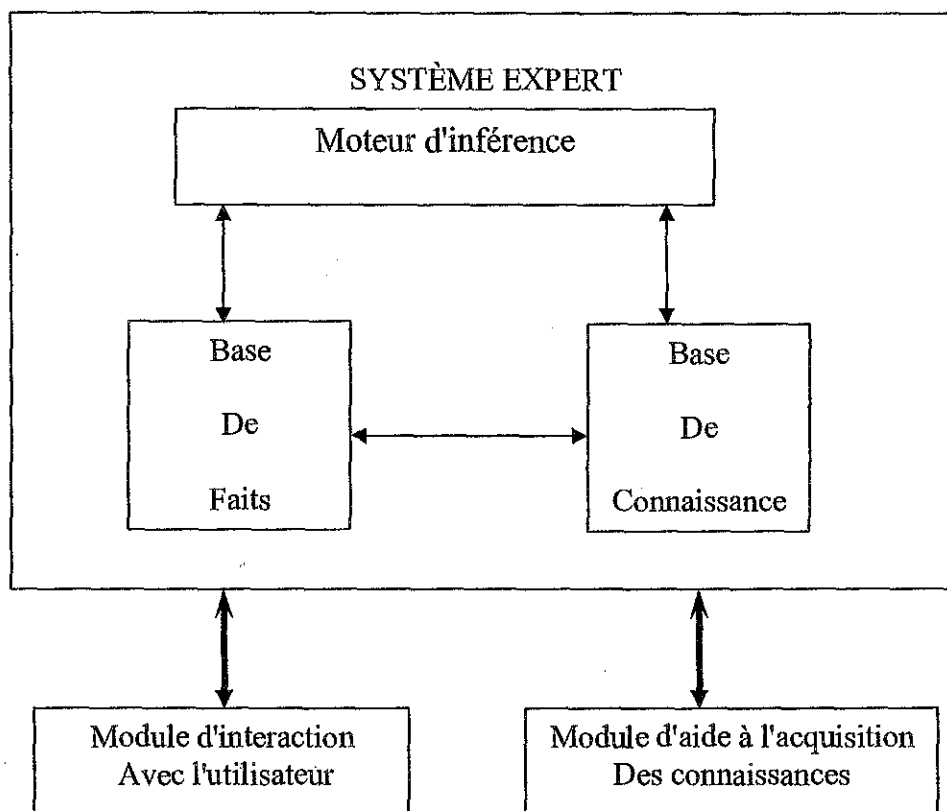 SYSTÈME EXPERT
Moteur d'inférence
Base
De
Faits
Base
De
Connaissance
Module d'interaction
Avec l'utilisateur
Module d'aide à l'acquisition
Des connaissances